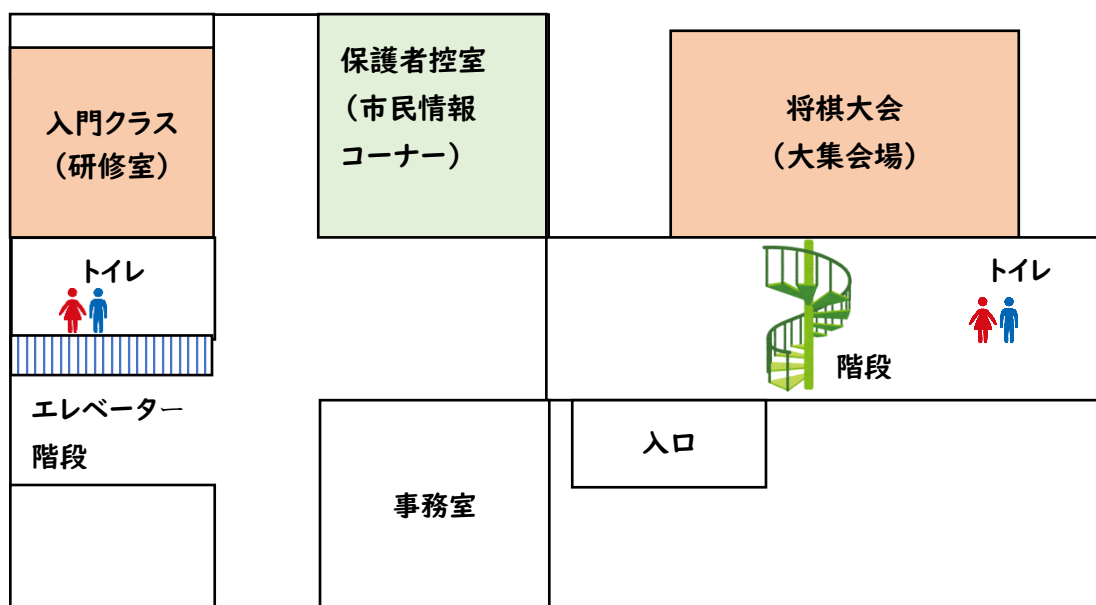 入門クラス
（研修室）
保護者控室
（市民情報
コーナー）
将棋大会
（大集会場）
トイレ
トイレ
階段
エレベーター
階段
入口
事務室